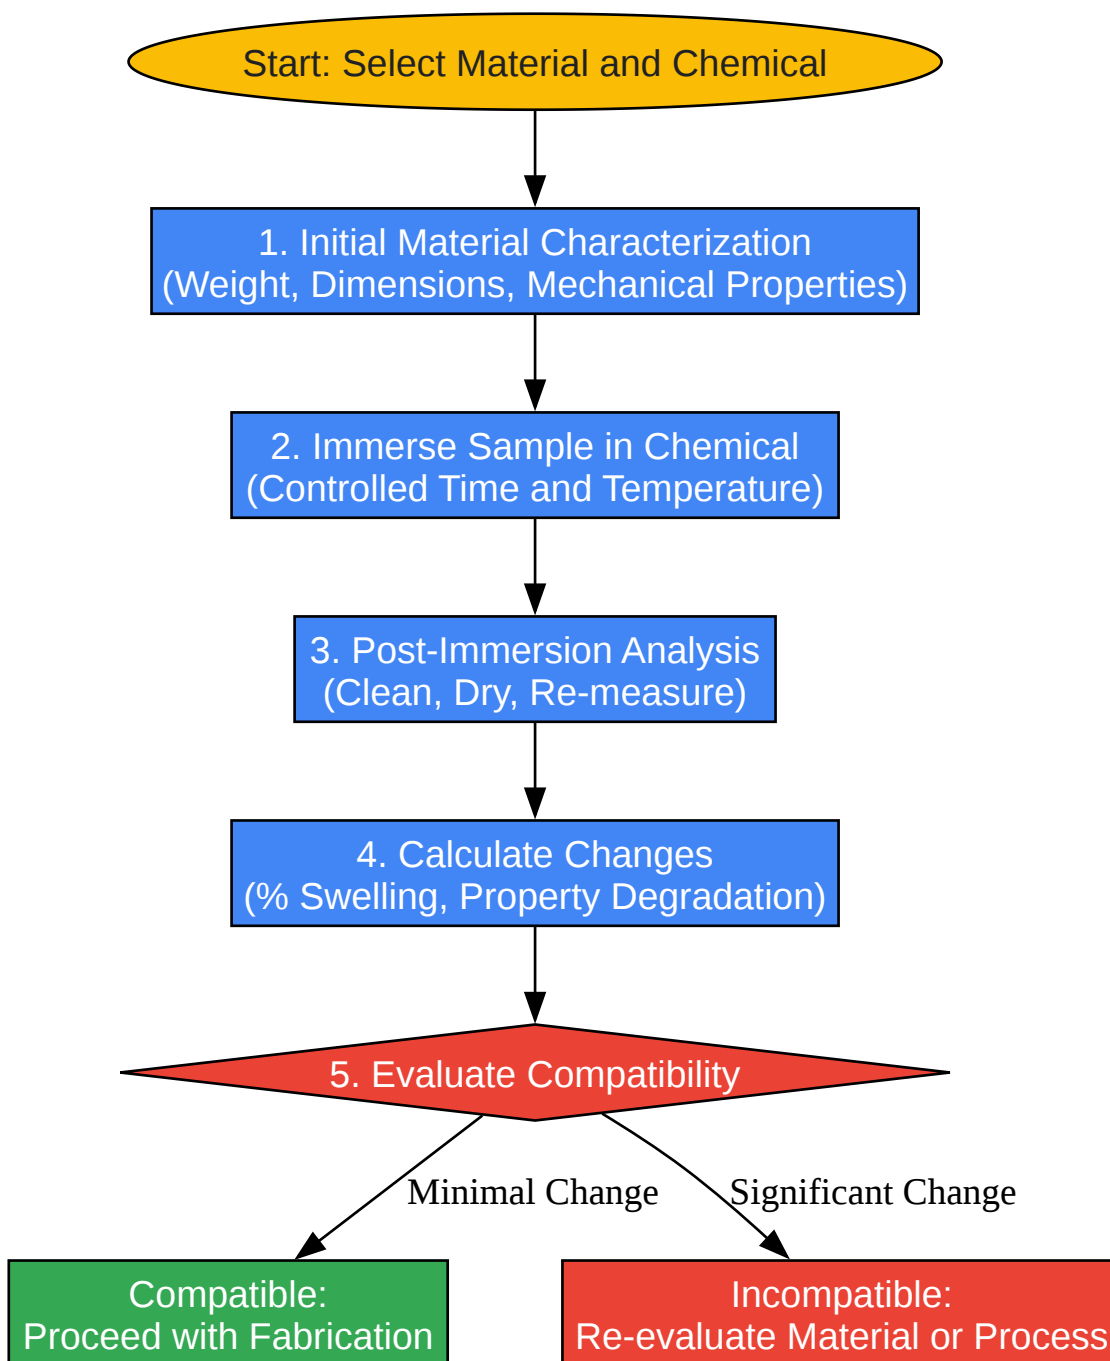 Start: Select Material and Chemical
1. Initial Material Characterization
(Weight, Dimensions, Mechanical Properties)
2. Immerse Sample in Chemical
(Controlled Time and Temperature)
3. Post-Immersion Analysis
(Clean, Dry, Re-measure)
4. Calculate Changes
(% Swelling, Property Degradation)
5. Evaluate Compatibility
Minimal Change
Significant Change
Compatible:
Proceed with Fabrication
Incompatible:
Re-evaluate Material or Process